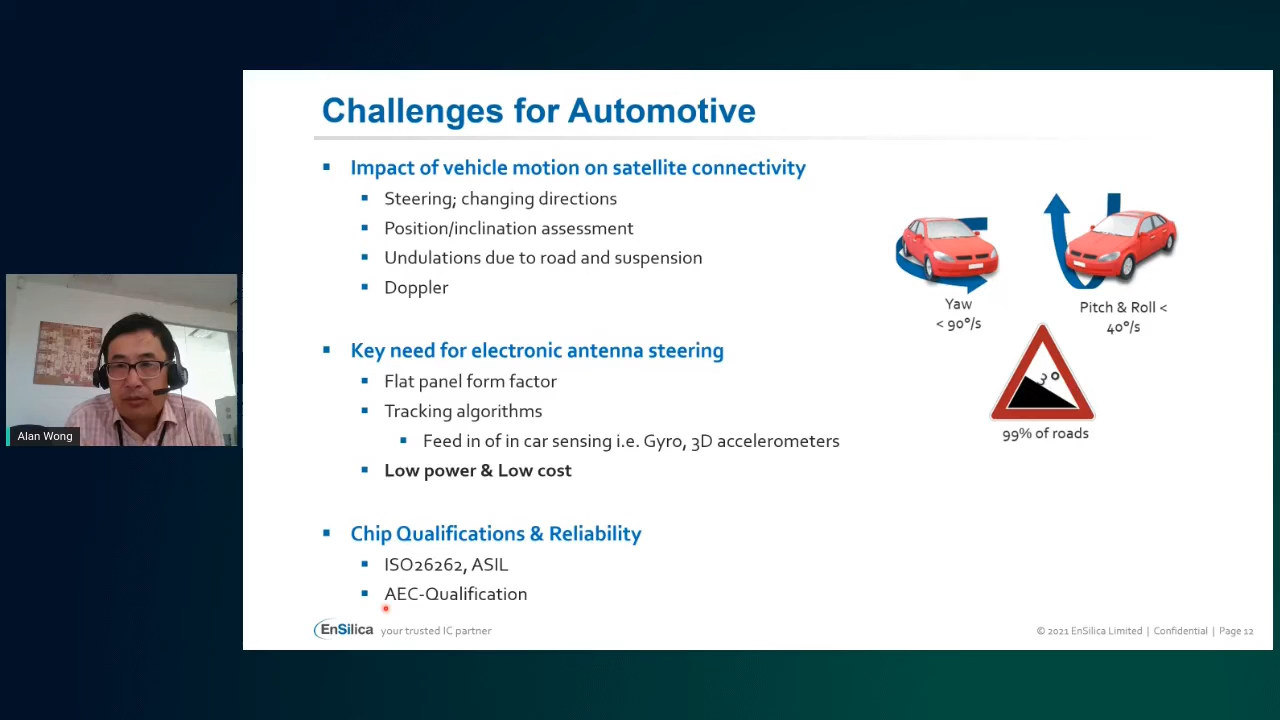 Challenges for Automotive
Impact of vehicle motion on satellite connectivity
Steering; changing directions
Position/inclination assessment
Undulations due to road and suspension
Doppler
Yaw
< 90°/s
Pitch & Roll <
40°/s
Key need for electronic antenna steering
Flat panel form factor
Tracking algorithms
Feed in of in car sensing i.e. Gyro, 3D accelerometers
Low power & Low cost
3°
99% of roads
Alan Wong
Chip Qualifications & Reliability
ISO26262, ASIL
AEC-Qualification
EnSilica your trusted IC partner
© 2021 EnSilica Limited | Confidential | Page 12